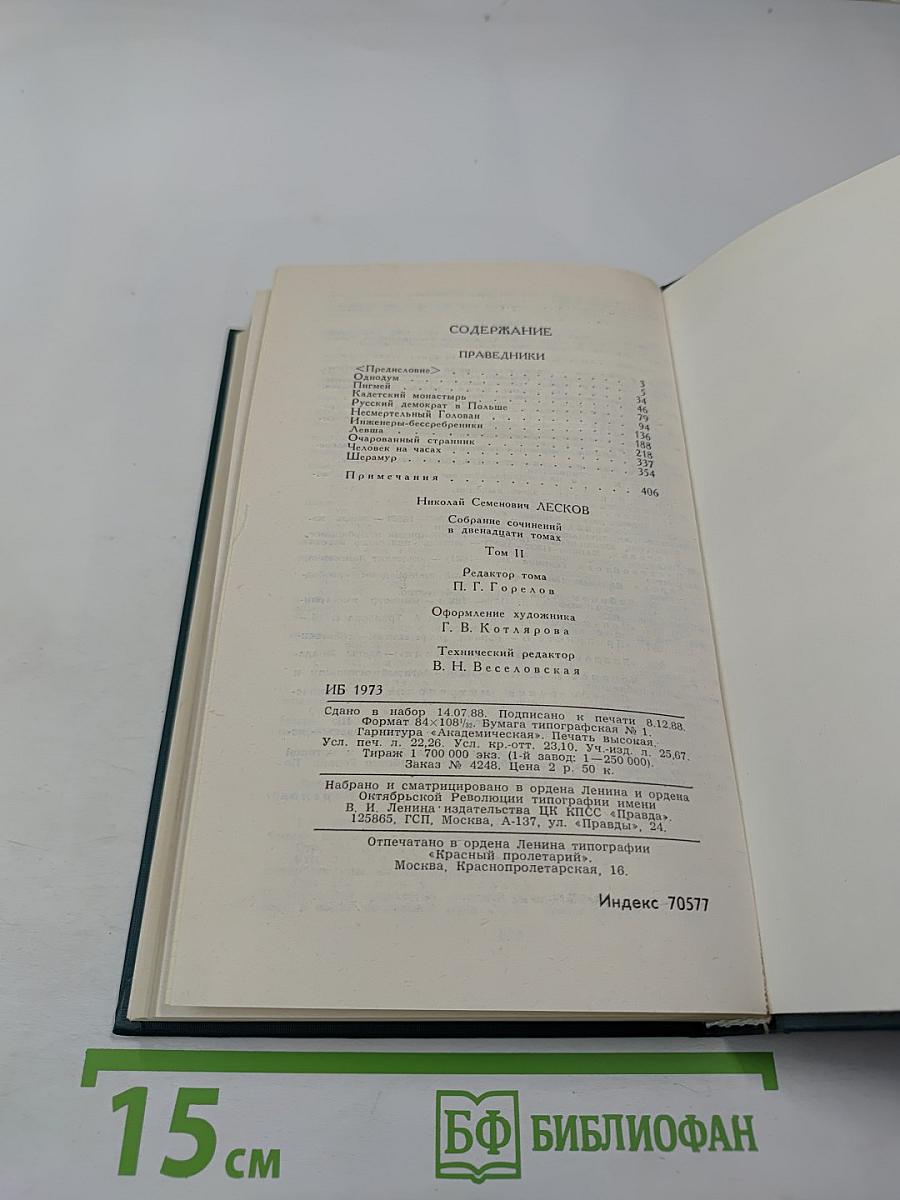 СОДЕРЖАНИЕ
ПРАВЕДНИКИ
<Предисловие> . . . . . . . . . . 3
Однодум . . . . . . . . . . 5
Пигмей . . . . . . . . . . 34
Кадетский монастырь . . . . . . . . . . 46
Русский демократ в Польше . . . . . . . . . . 79
Несмертельный Голован . . . . . . . . . . 94
Инженеры-бессребреники . . . . . . . . . . 136
Левша . . . . . . . . . . 188
Очарованный странник . . . . . . . . . . 218
Человек на часах . . . . . . . . . . 337
Шерамур . . . . . . . . . . 354
Примечания . . . . . . . . . . 406
Николай Семенович ЛЕСКОВ
Собрание сочинений
в двенадцати томах
Том II
Редактор тома
П. Г. Горелов
Оформление художника
Г. В. Котлярова
Технический редактор
В. Н. Веселовская
ИБ 1973
Сдано в набор 14.07.88. Подписано к печати 8.12.88.
Формат 84×108¹/₃₂. Бумага типографская № 1.
Гарнитура «Академическая». Печать высокая.
Усл. печ. л. 22,26. Усл. кр.-отт. 23,10. Уч.-изд. л. 25,67.
Тираж 1 700 000 экз. (1-й завод: 1—250 000).
Заказ № 4248. Цена 2 р. 50 к.
Набрано и сматрицировано в ордена Ленина и ордена
Октябрьской Революции типографии имени
В. И. Ленина издательства ЦК КПСС «Правда».
125865, ГСП, Москва, А-137, ул. «Правды», 24.
Отпечатано в ордена Ленина типографии
«Красный пролетарий».
Москва, Краснопролетарская, 16.
Индекс 70577
15 см
БФ БИБЛИОФАН